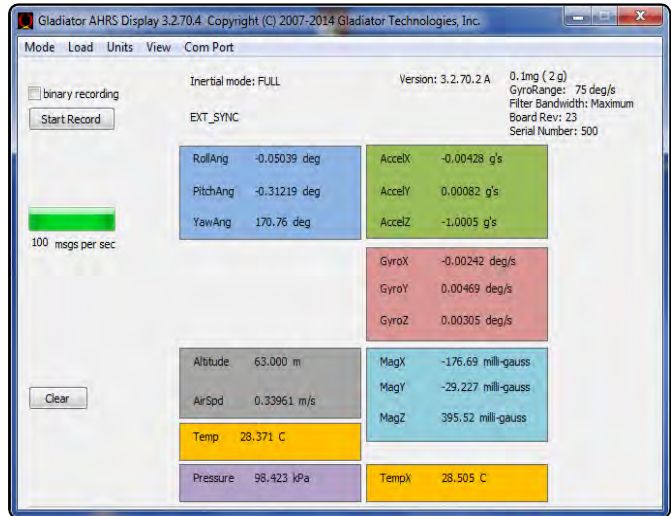 Gladiator AHRS Display 3.2.70.4 Copyright (C) 2007-2014 Gladiator Technologies, Inc.
Mode Load Units View Com Port
binary recording
Start Record
Inertial mode: FULL
EXT_SYNC
Version: 3.2.70.2 A
0.1mg ( 2 g)
GyroRange: 75 deg/s
Filter Bandwidth: Maximum
Board Rev: 23
Serial Number: 500
RollAng -0.05039 deg
PitchAng -0.31219 deg
YawAng 170.76 deg
AccelX -0.00428 g's
AccelY 0.00082 g's
AccelZ -1.0005 g's
100 msgs per sec
GyroX -0.00242 deg/s
GyroY 0.00469 deg/s
GyroZ 0.00305 deg/s
Altitude 63.000 m
AirSpd 0.33961 m/s
MagX -176.69 milli-gauss
MagY -29.227 milli-gauss
MagZ 395.52 milli-gauss
Clear
Temp 28.371 C
Pressure 98.423 kPa
TempX 28.505 C